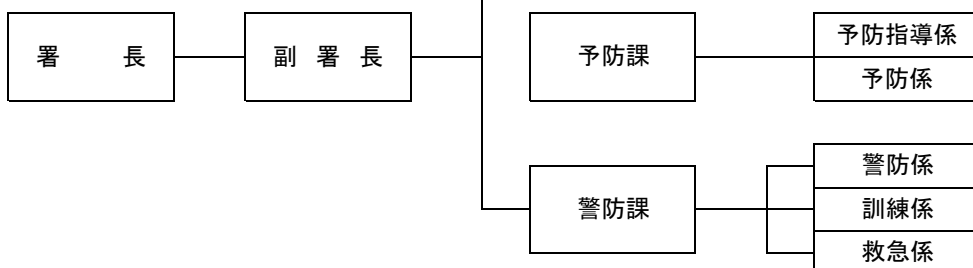 署長
副署長
予防課
予防指導係
予防係
警防課
警防係
訓練係
救急係